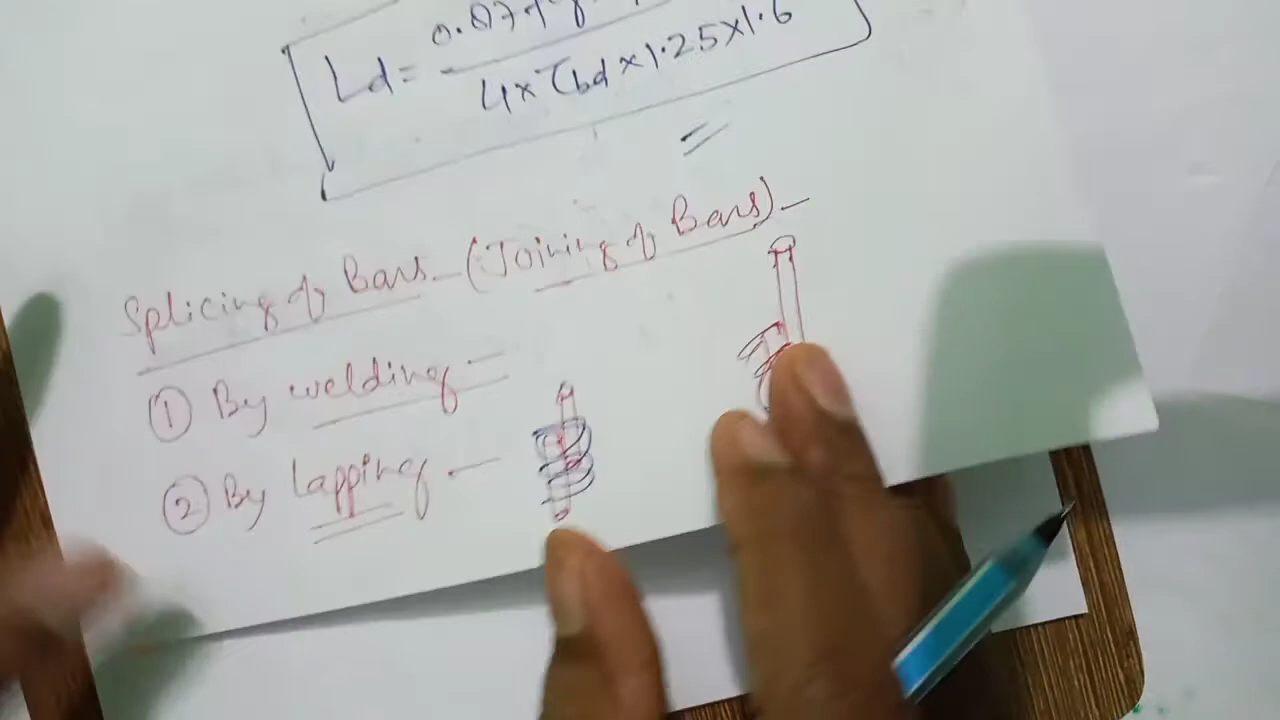 Ld = 0.87
4 × τbd × 1.25 × 1.6
Splicing of Bars - (Joining of Bars) -
① By welding =
② By lapping -